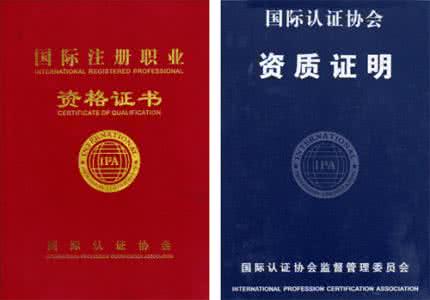 国际注册职业
INTERNATIONAL REGISTERED PROFESSIONAL
资格证书
CERTIFICATE OF QUALIFICATION
INTERNATIONAL
IPA
国际认证协会
国际认证协会
资质证明
INTERNATIONAL
IPA
国际认证协会监督管理委员会
INTERNATIONAL PROFESSION CERTIFICATION ASSOCIATION